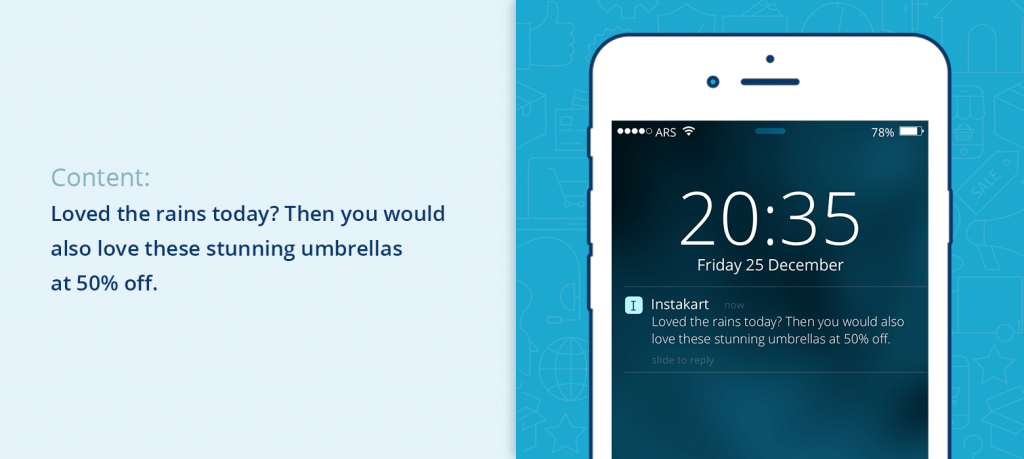 Content:
Loved the rains today? Then you would
also love these stunning umbrellas
at 50% off.
ARS
78%
20:35
Friday 25 December
I Instakart now
Loved the rains today? Then you would also
love these stunning umbrellas at 50% off.
slide to reply
SALE